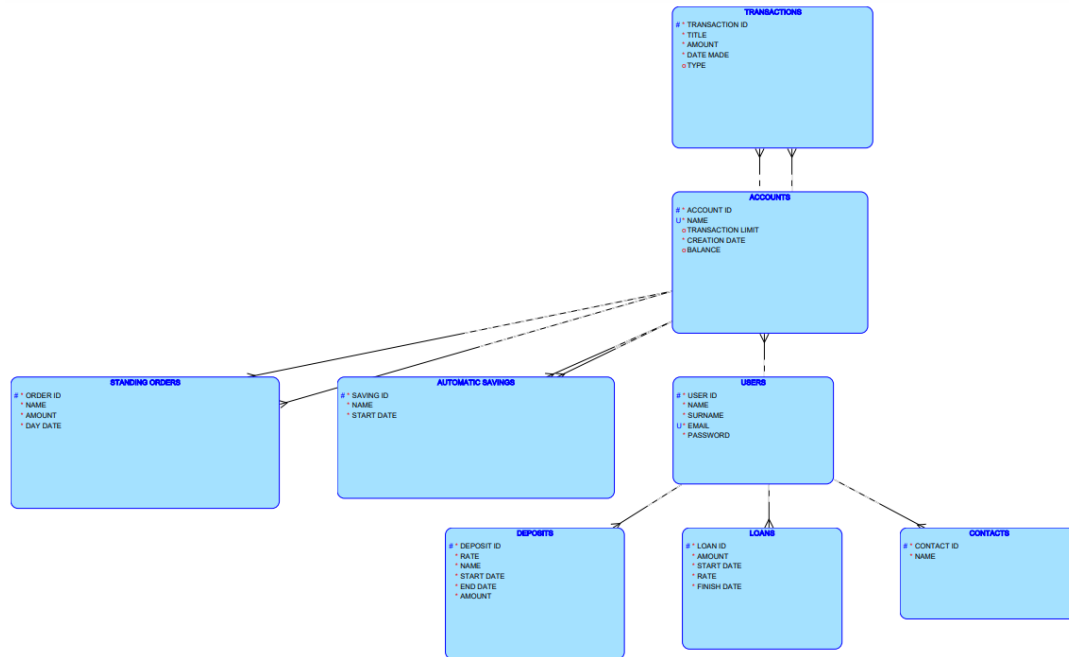 TRANSACTIONS
# * TRANSACTION ID
* TITLE
* AMOUNT
* DATE MADE
o TYPE
ACCOUNTS
# * ACCOUNT ID
U * NAME
o TRANSACTION LIMIT
* CREATION DATE
o BALANCE
STANDING ORDERS
# * ORDER ID
* NAME
* AMOUNT
* DAY DATE
AUTOMATIC SAVINGS
# * SAVING ID
* NAME
* START DATE
USERS
# * USER ID
* NAME
* SURNAME
U * EMAIL
* PASSWORD
DEPOSITS
# * DEPOSIT ID
* RATE
* NAME
* START DATE
* END DATE
* AMOUNT
LOANS
# * LOAN ID
* AMOUNT
* START DATE
* RATE
* FINISH DATE
CONTACTS
# * CONTACT ID
* NAME